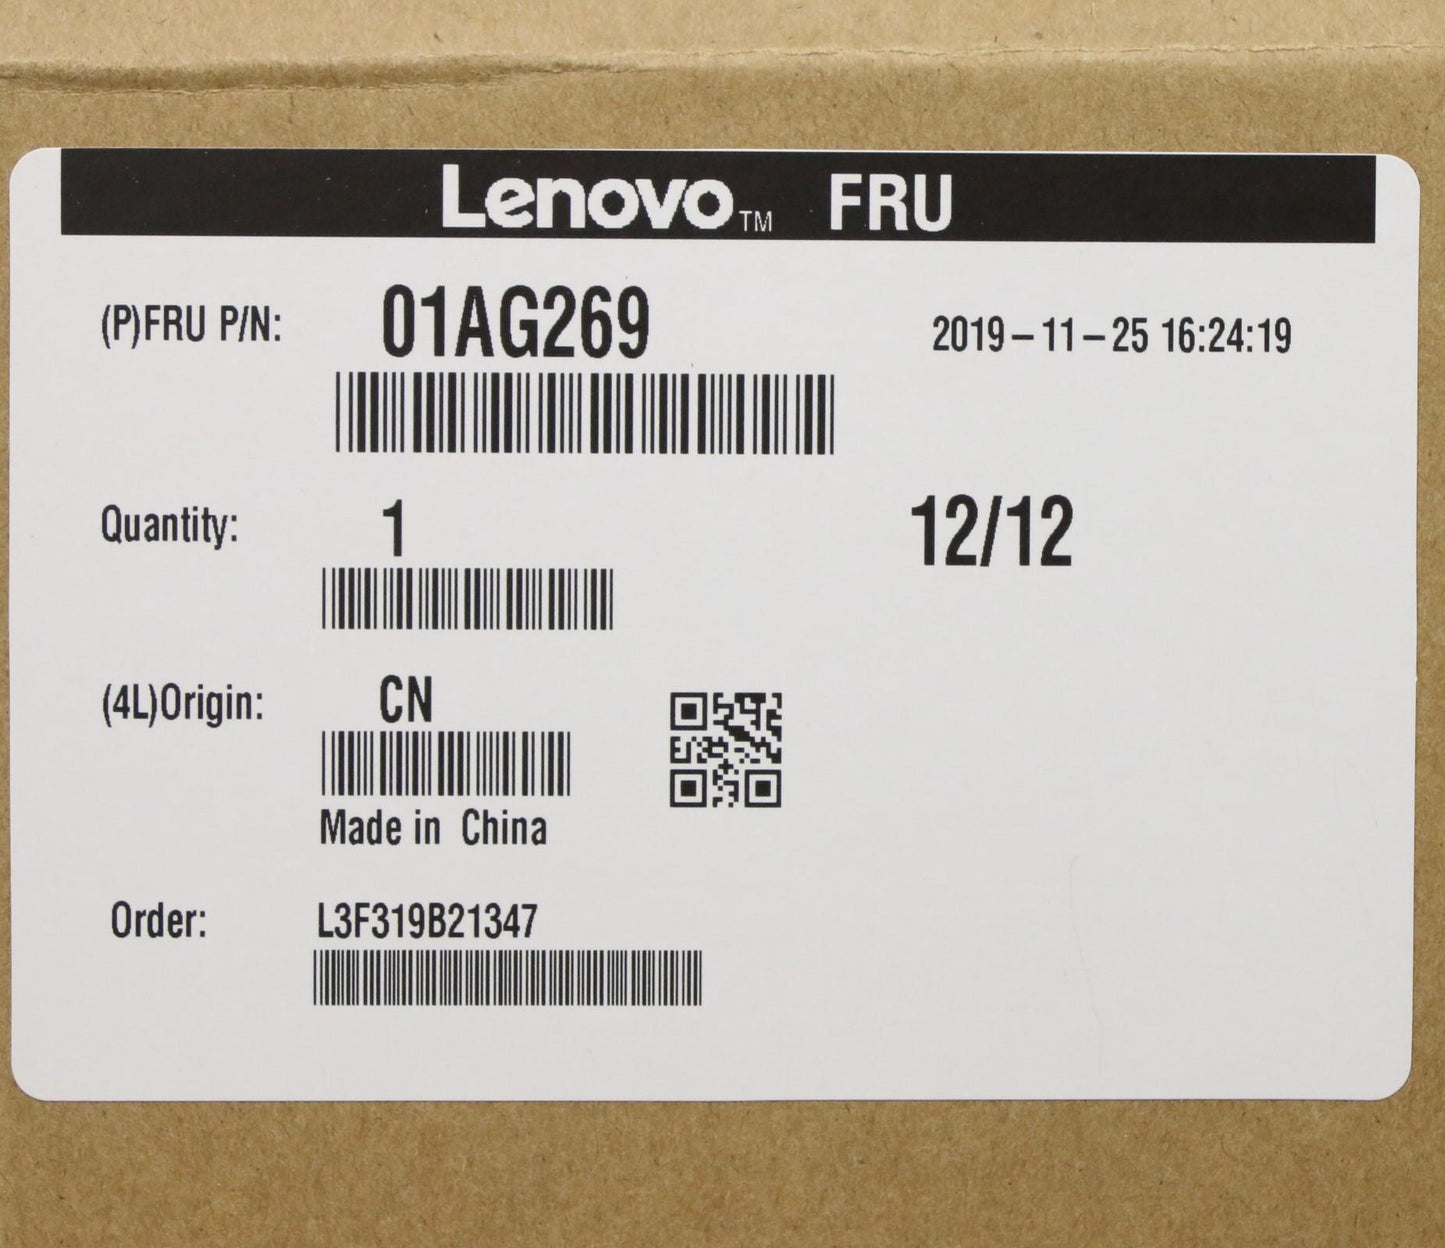 Lenovo™ FRU
(P)FRU P/N: 01AG269 2019-11-25 16:24:19
Quantity: 1 12/12
(4L)Origin: CN
Made in China
Order: L3F319B21347